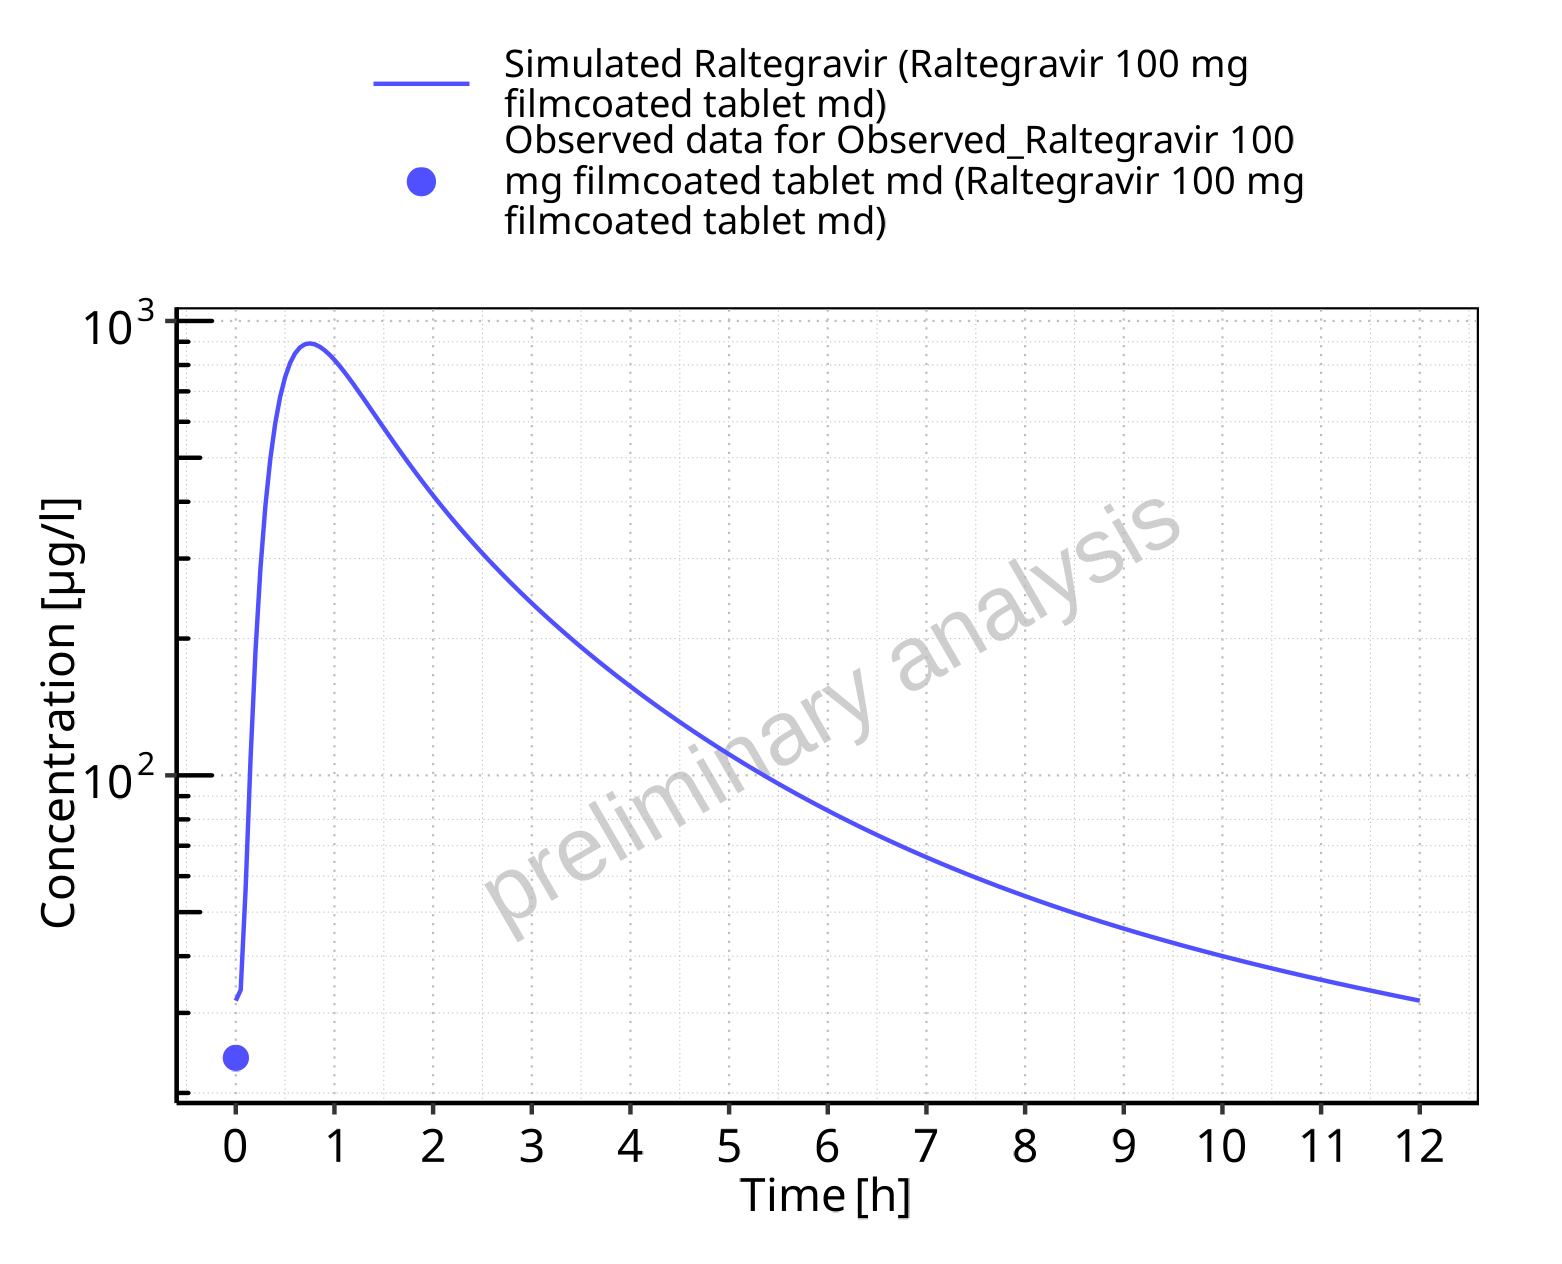 Simulated Raltegravir (Raltegravir 100 mg
filmcoated tablet md)
Observed data for Observed_Raltegravir 100
mg filmcoated tablet md (Raltegravir 100 mg
filmcoated tablet md)
10³
10²
Concentration [µg/l]
preliminary analysis
0 1 2 3 4 5 6 7 8 9 10 11 12
Time [h]